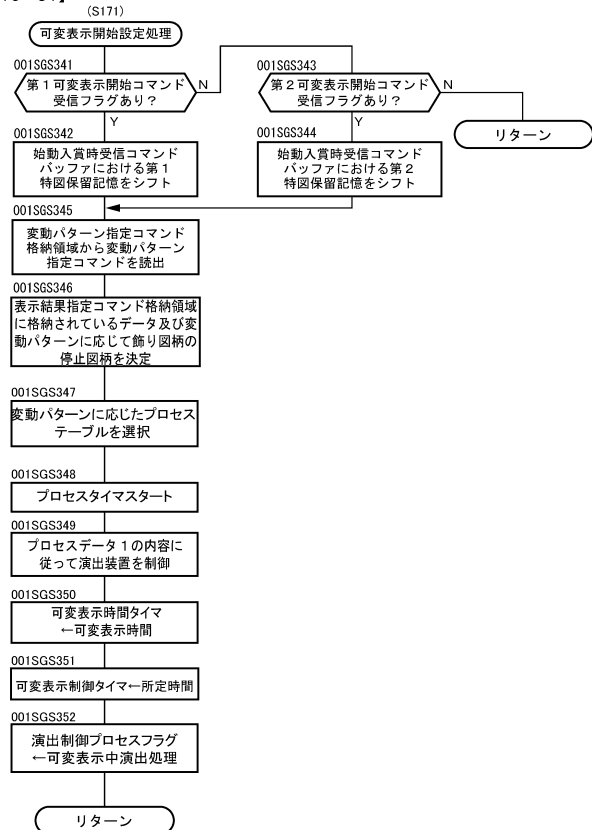 (S171)
可変表示開始設定処理
001SGS341
第1可変表示開始コマンド
受信フラグあり?
N
Y
001SGS343
第2可変表示開始コマンド
受信フラグあり?
N
Y
リターン
001SGS342
始動入賞時受信コマンド
バッファにおける第1
特図保留記憶をシフト
001SGS344
始動入賞時受信コマンド
バッファにおける第2
特図保留記憶をシフト
001SGS345
変動パターン指定コマンド
格納領域から変動パターン
指定コマンドを読出
001SGS346
表示結果指定コマンド格納領域
に格納されているデータ及び変
動パターンに応じて飾り図柄の
停止図柄を決定
001SGS347
変動パターンに応じたプロセス
テーブルを選択
001SGS348
プロセスタイマスタート
001SGS349
プロセスデータ1の内容に
従って演出装置を制御
001SGS350
可変表示時間タイマ
←可変表示時間
001SGS351
可変表示制御タイマ←所定時間
001SGS352
演出制御プロセスフラグ
←可変表示中演出処理
リターン